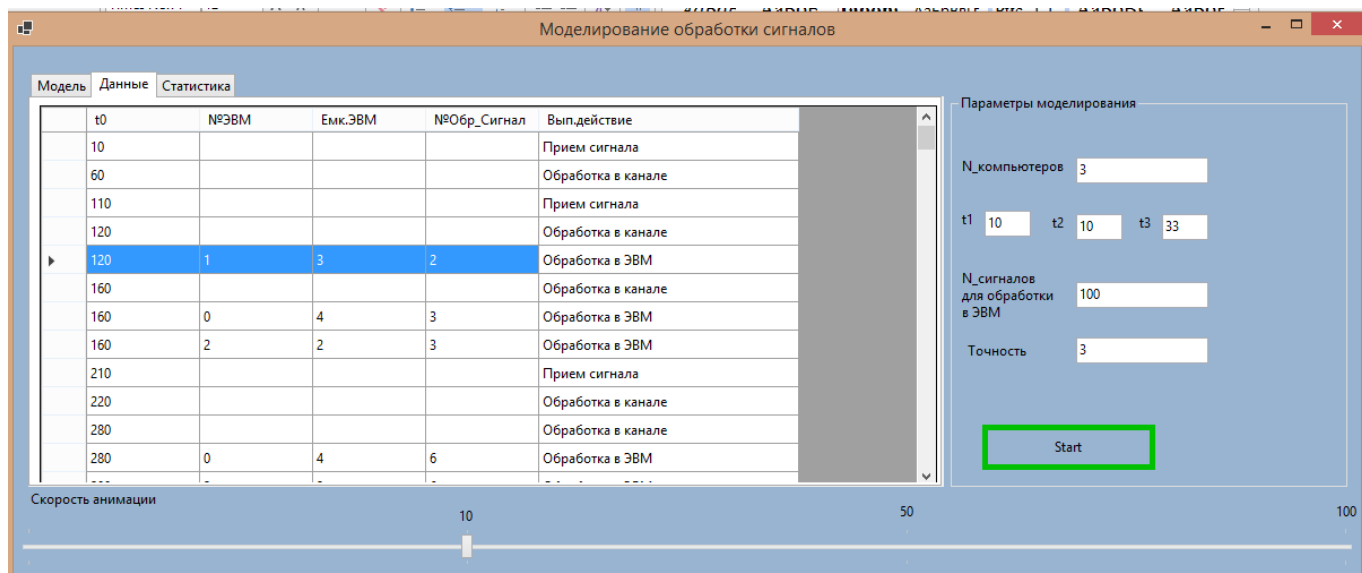 Моделирование обработки сигналов
Модель Данные Статистика
t0 №ЭВМ Емк.ЭВМ №Обр_Сигнал Вып.действие
10 Прием сигнала
60 Обработка в канале
110 Прием сигнала
120 Обработка в канале
120 1 3 2 Обработка в ЭВМ
160 Обработка в канале
160 0 4 3 Обработка в ЭВМ
160 2 2 3 Обработка в ЭВМ
210 Прием сигнала
220 Обработка в канале
280 Обработка в канале
280 0 4 6 Обработка в ЭВМ
Параметры моделирования
N_компьютеров 3
t1 10 t2 10 t3 33
N_сигналов
для обработки 100
в ЭВМ
Точность 3
Start
Скорость анимации
10 50 100